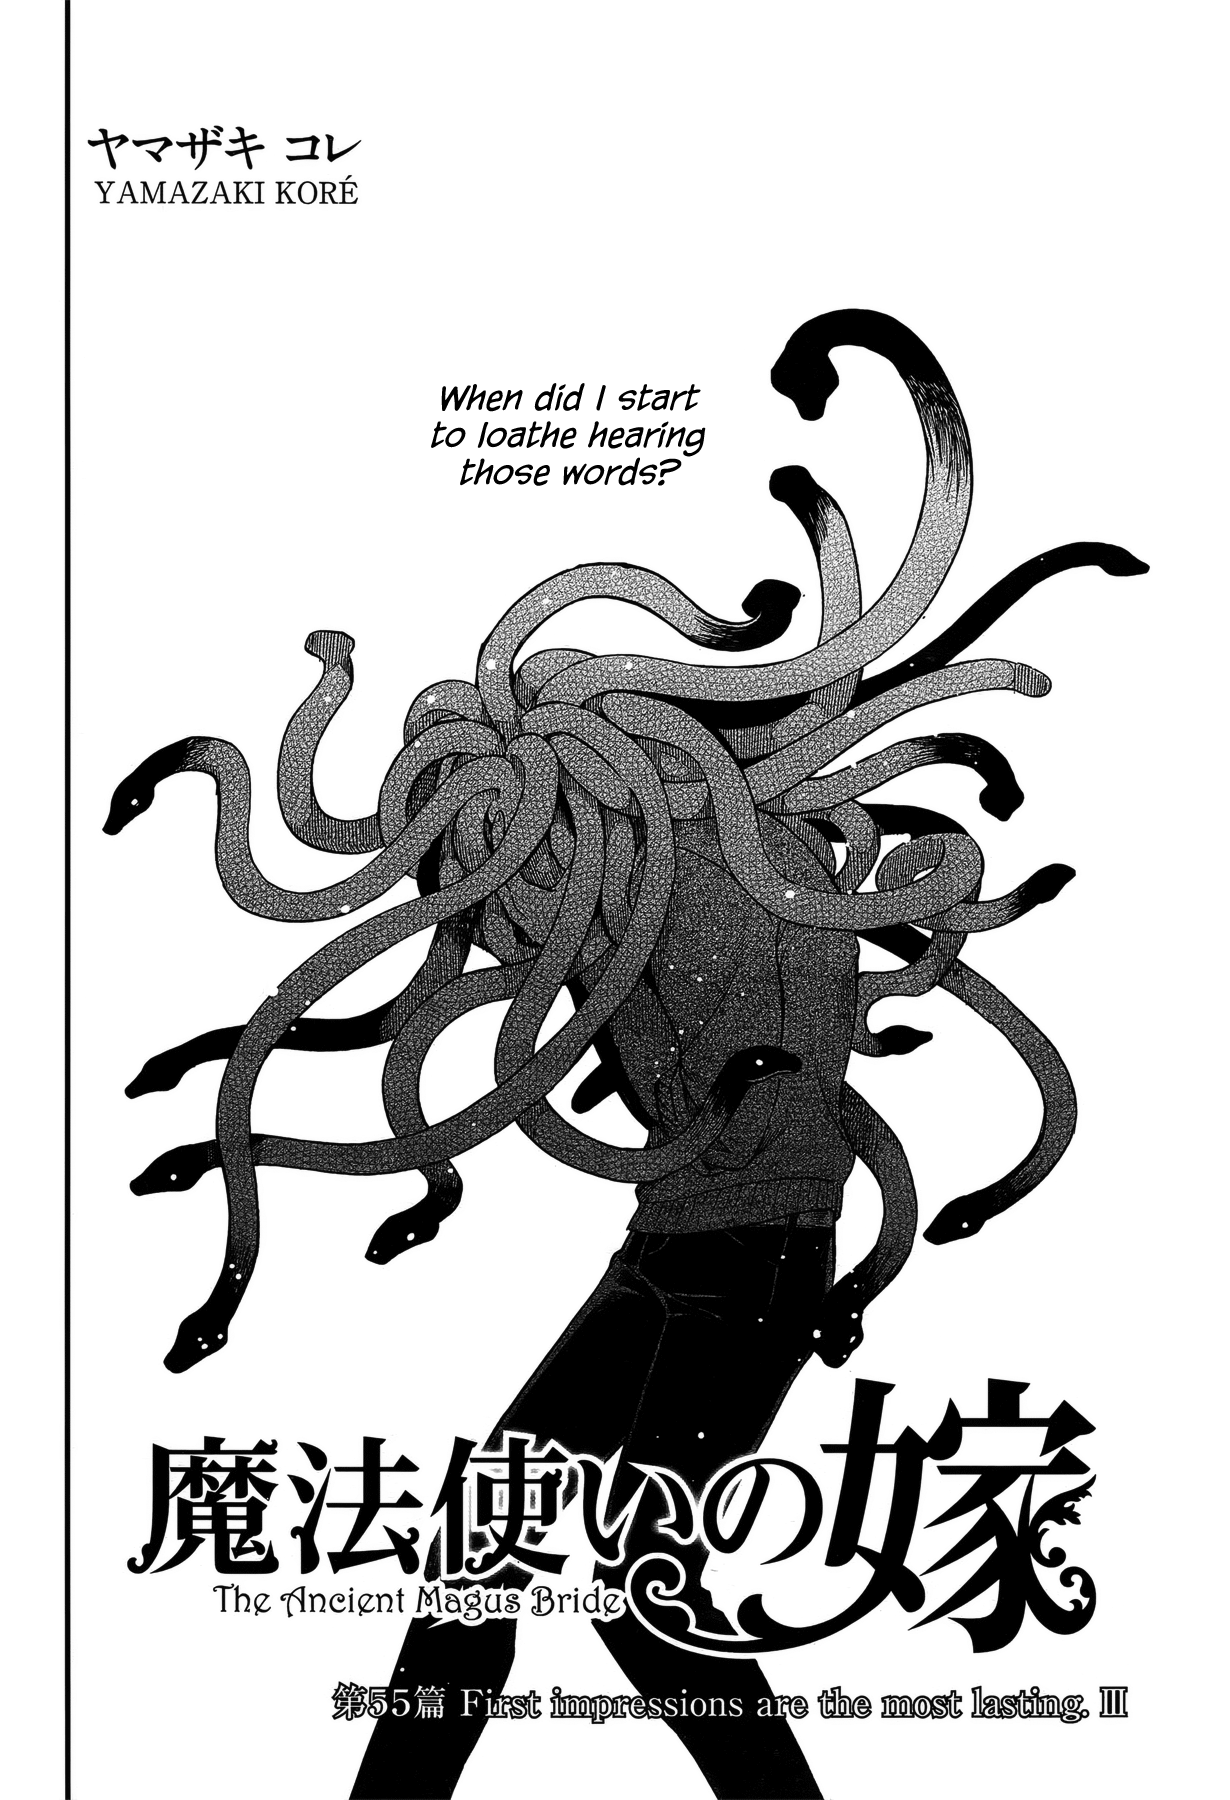 ヤマザキ コレ
YAMAZAKI KORÉ
When did I start
to loathe hearing
those words?
魔法使いの嫁
The Ancient Magus Bride
第55篇 First impressions are the most lasting. Ⅲ